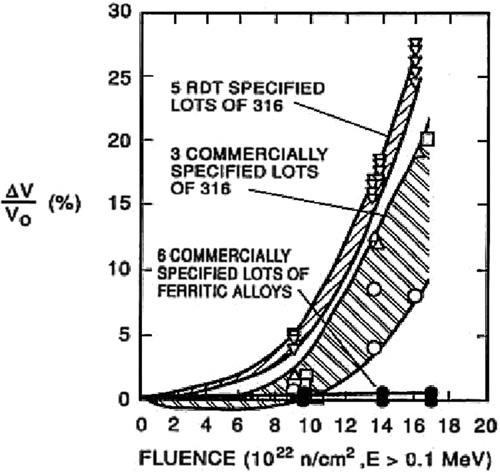 30
25
20
15
10
5
0
ΔV
V₀ (%)
5 RDT SPECIFIED
LOTS OF 316
3 COMMERCIALLY
SPECIFIED LOTS
OF 316
6 COMMERCIALLY
SPECIFIED LOTS OF
FERRITIC ALLOYS
0 2 4 6 8 10 12 14 16 18 20
FLUENCE (10²² n/cm², E > 0.1 MeV)